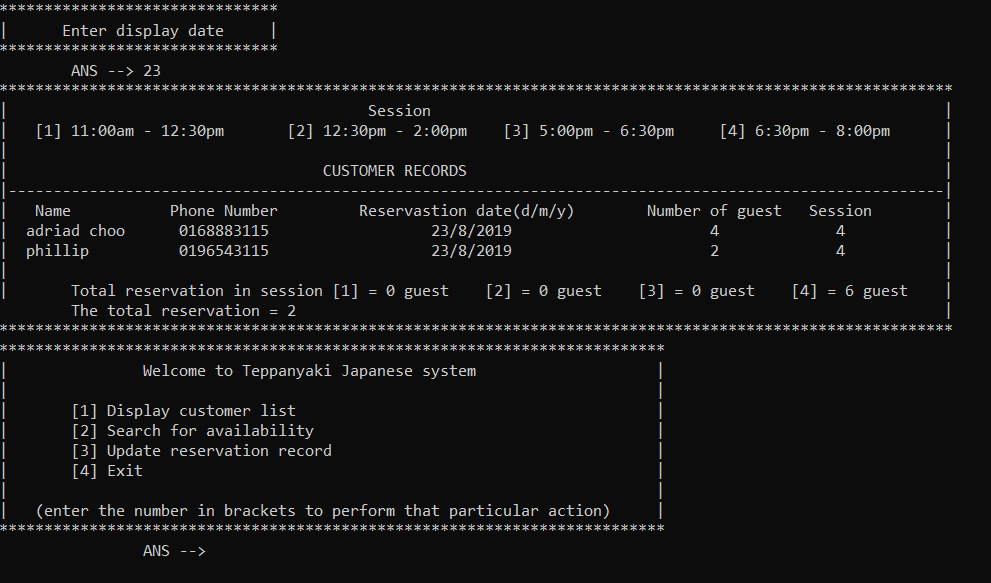 *******************************
|      Enter display date     |
*******************************
        ANS --> 23
**********************************************************************************************************
|                                        Session                                                         |
|   [1] 11:00am - 12:30pm       [2] 12:30pm - 2:00pm    [3] 5:00pm - 6:30pm     [4] 6:30pm - 8:00pm      |
|                                                                                                        |
|                                   CUSTOMER RECORDS                                                     |
|--------------------------------------------------------------------------------------------------------|
|   Name           Phone Number         Reservastion date(d/m/y)        Number of guest   Session        |
|  adriad choo      0168883115                  23/8/2019                      4             4           |
|  phillip          0196543115                  23/8/2019                      2             4           |
|                                                                                                        |
|       Total reservation in session [1] = 0 guest    [2] = 0 guest    [3] = 0 guest    [4] = 6 guest    |
        The total reservation = 2                                                                        |
**********************************************************************************************************
**************************************************************************
|               Welcome to Teppanyaki Japanese system                    |
|                                                                        |
|       [1] Display customer list                                        |
|       [2] Search for availability                                      |
|       [3] Update reservation record                                    |
|       [4] Exit                                                         |
|                                                                        |
|   (enter the number in brackets to perform that particular action)     |
**************************************************************************
                ANS -->